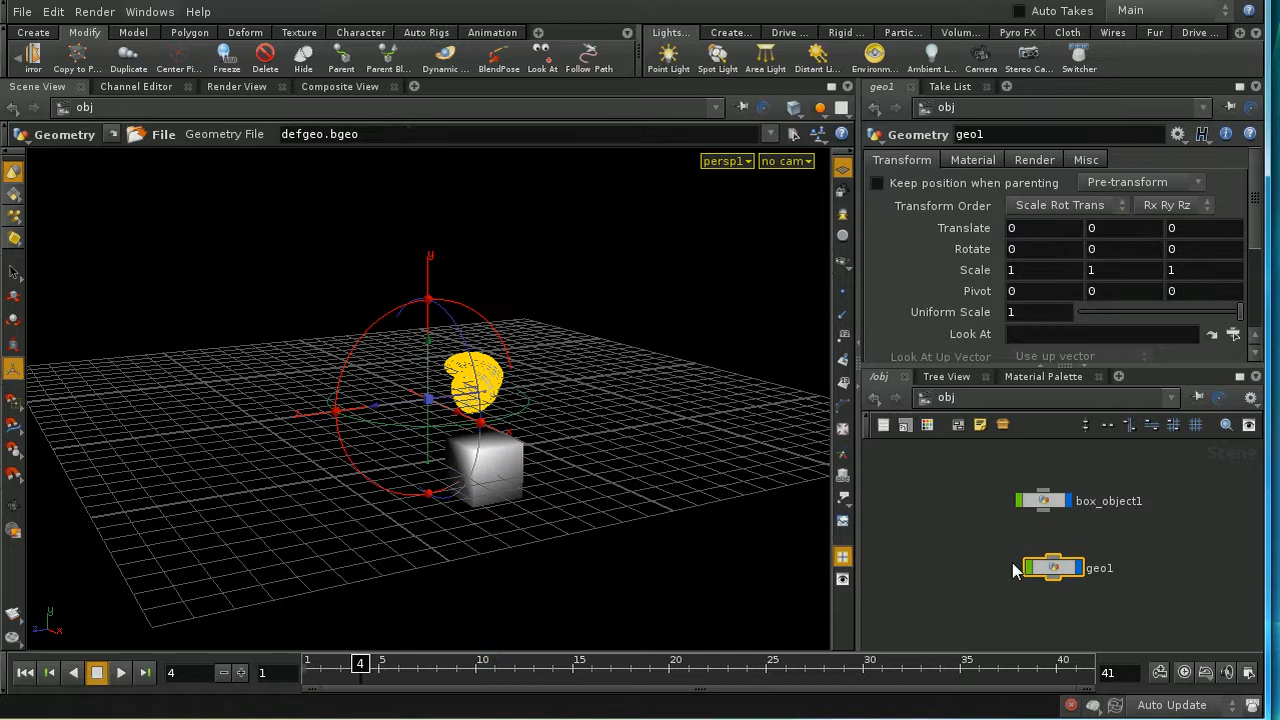 File Edit Render Windows Help Auto Takes Main
Create Modify Model Polygon Deform Texture Character Auto Rigs Animation Lights... Create... Drive ... Rigid ... Partic... Volum... Pyro FX Cloth Wires Fur Drive ...
irror Copy to P... Duplicate Center Pi... Freeze Delete Hide Parent Parent Bl... Dynamic ... BlendPose Look At Follow Path Point Light Spot Light Area Light Distant Li... Environm... Ambient L... Camera Stereo Ca... Switcher
Scene View Channel Editor Render View Composite View geo1 Take List
obj obj
Geometry File Geometry File defgeo.bgeo Geometry geo1
persp1 no cam
Transform Material Render Misc
Keep position when parenting Pre-transform
Transform Order Scale Rot Trans Rx Ry Rz
Translate 0 0 0
Rotate 0 0 0
Scale 1 1 1
Pivot 0 0 0
Uniform Scale 1
Look At
Look At Up Vector Use up vector
/obj Tree View Material Palette
obj
Scene
box_object1
geo1
y
z
x
y
z x
4 1 1 4 5 10 15 20 25 30 35 40 41
Auto Update